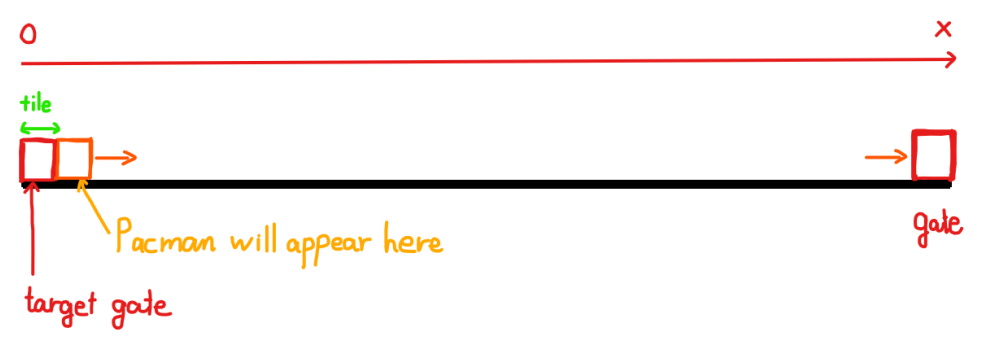 0
x
tile
Pacman will appear here
gate
target gate